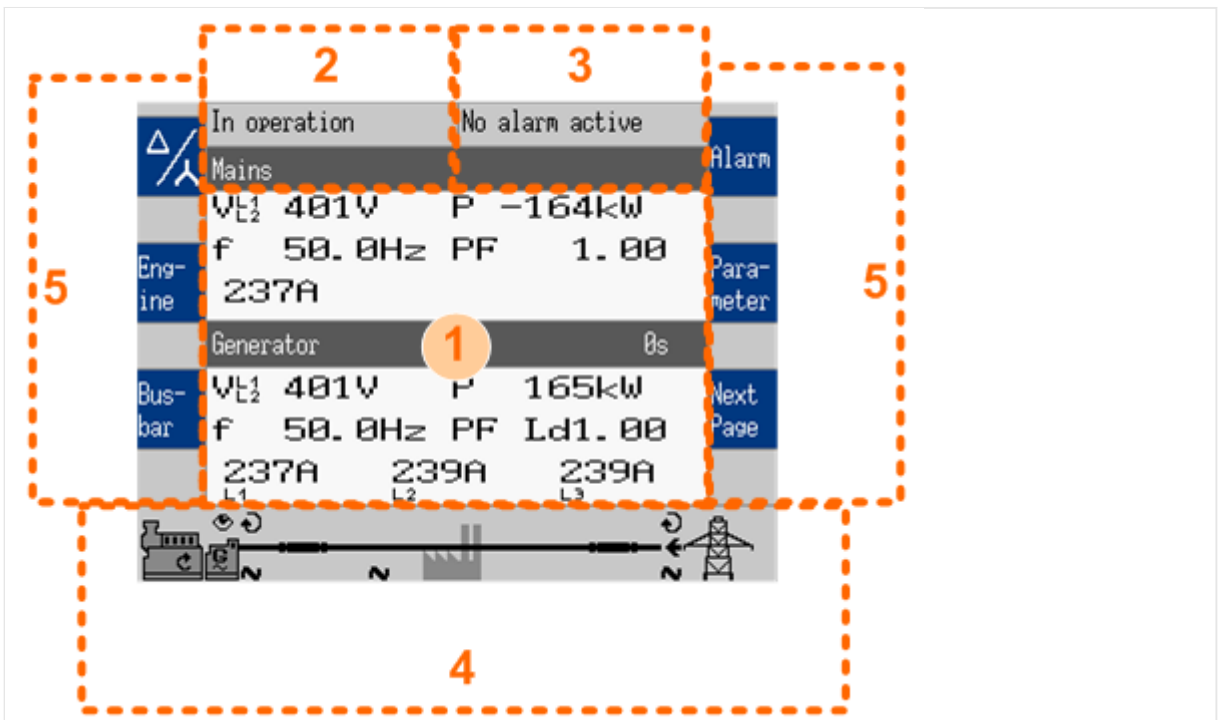 2 3
In operation No alarm active
Mains
Alarm
VL1L2 401V P -164kW
f 50.0Hz PF 1.00
237A
Eng-
ine
Para-
meter
5 5
Generator 1 0s
VL1L2 401V P 165kW
f 50.0Hz PF Ld1.00
237A 239A 239A
L1 L2 L3
Bus-
bar
Next
Page
G
4